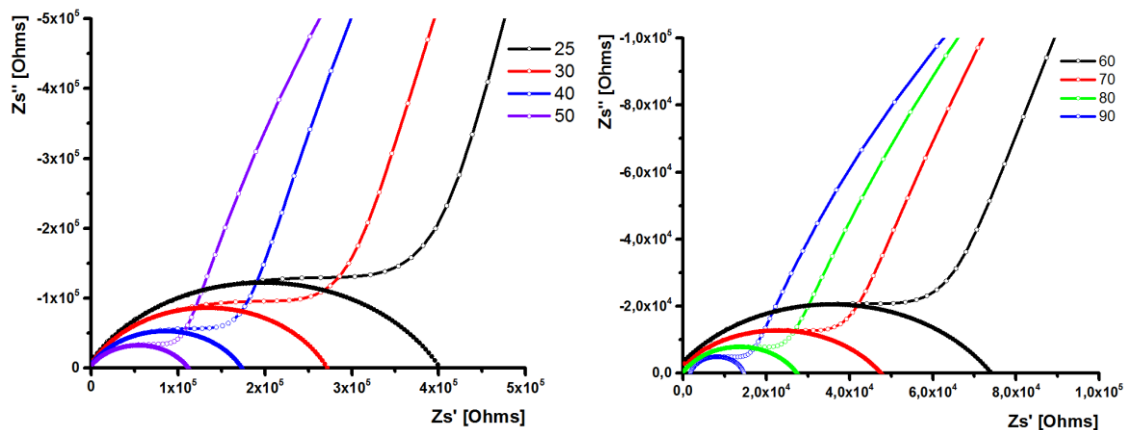 -5x10⁵
-4x10⁵
-3x10⁵
-2x10⁵
-1x10⁵
0
Zs'' [Ohms]
25
30
40
50
0 1x10⁵ 2x10⁵ 3x10⁵ 4x10⁵ 5x10⁵
Zs' [Ohms]
-1,0x10⁵
-8,0x10⁴
-6,0x10⁴
-4,0x10⁴
-2,0x10⁴
0,0
Zs'' [Ohms]
60
70
80
90
0,0 2,0x10⁴ 4,0x10⁴ 6,0x10⁴ 8,0x10⁴ 1,0x10⁵
Zs' [Ohms]